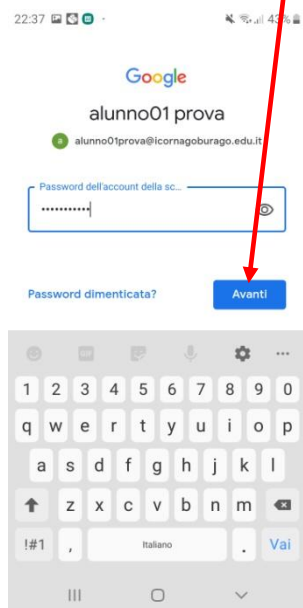 22:37 43%
Google
alunno01 prova
a alunno01prova@icornagoburago.edu.it
Password dell'account della sc...
•••••••••••
Password dimenticata? Avanti
GIF
1 2 3 4 5 6 7 8 9 0
q w e r t y u i o p
a s d f g h j k l
z x c v b n m
!#1 , Italiano . Vai